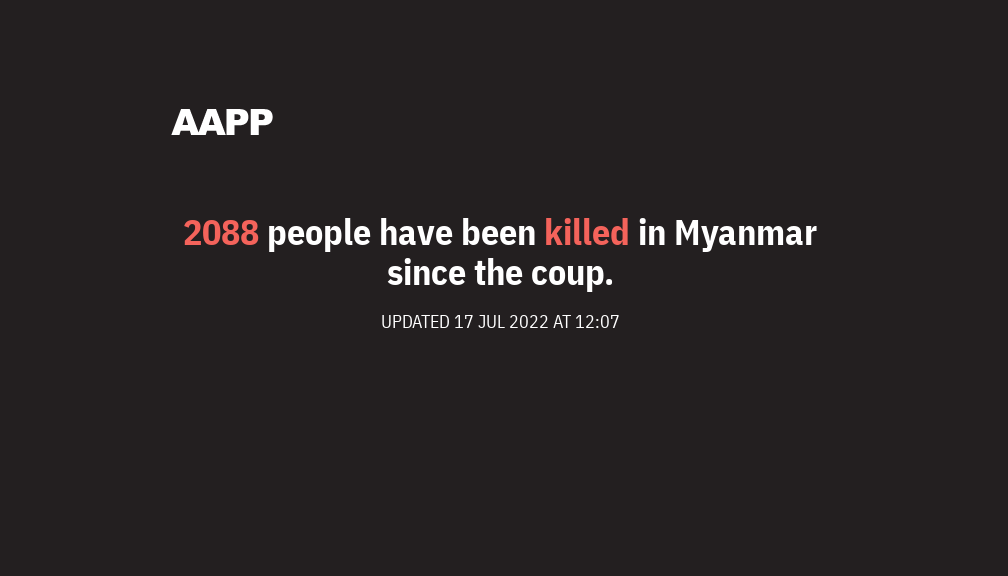 AAPP
2088 people have been killed in Myanmar
since the coup.
UPDATED 17 JUL 2022 AT 12:07